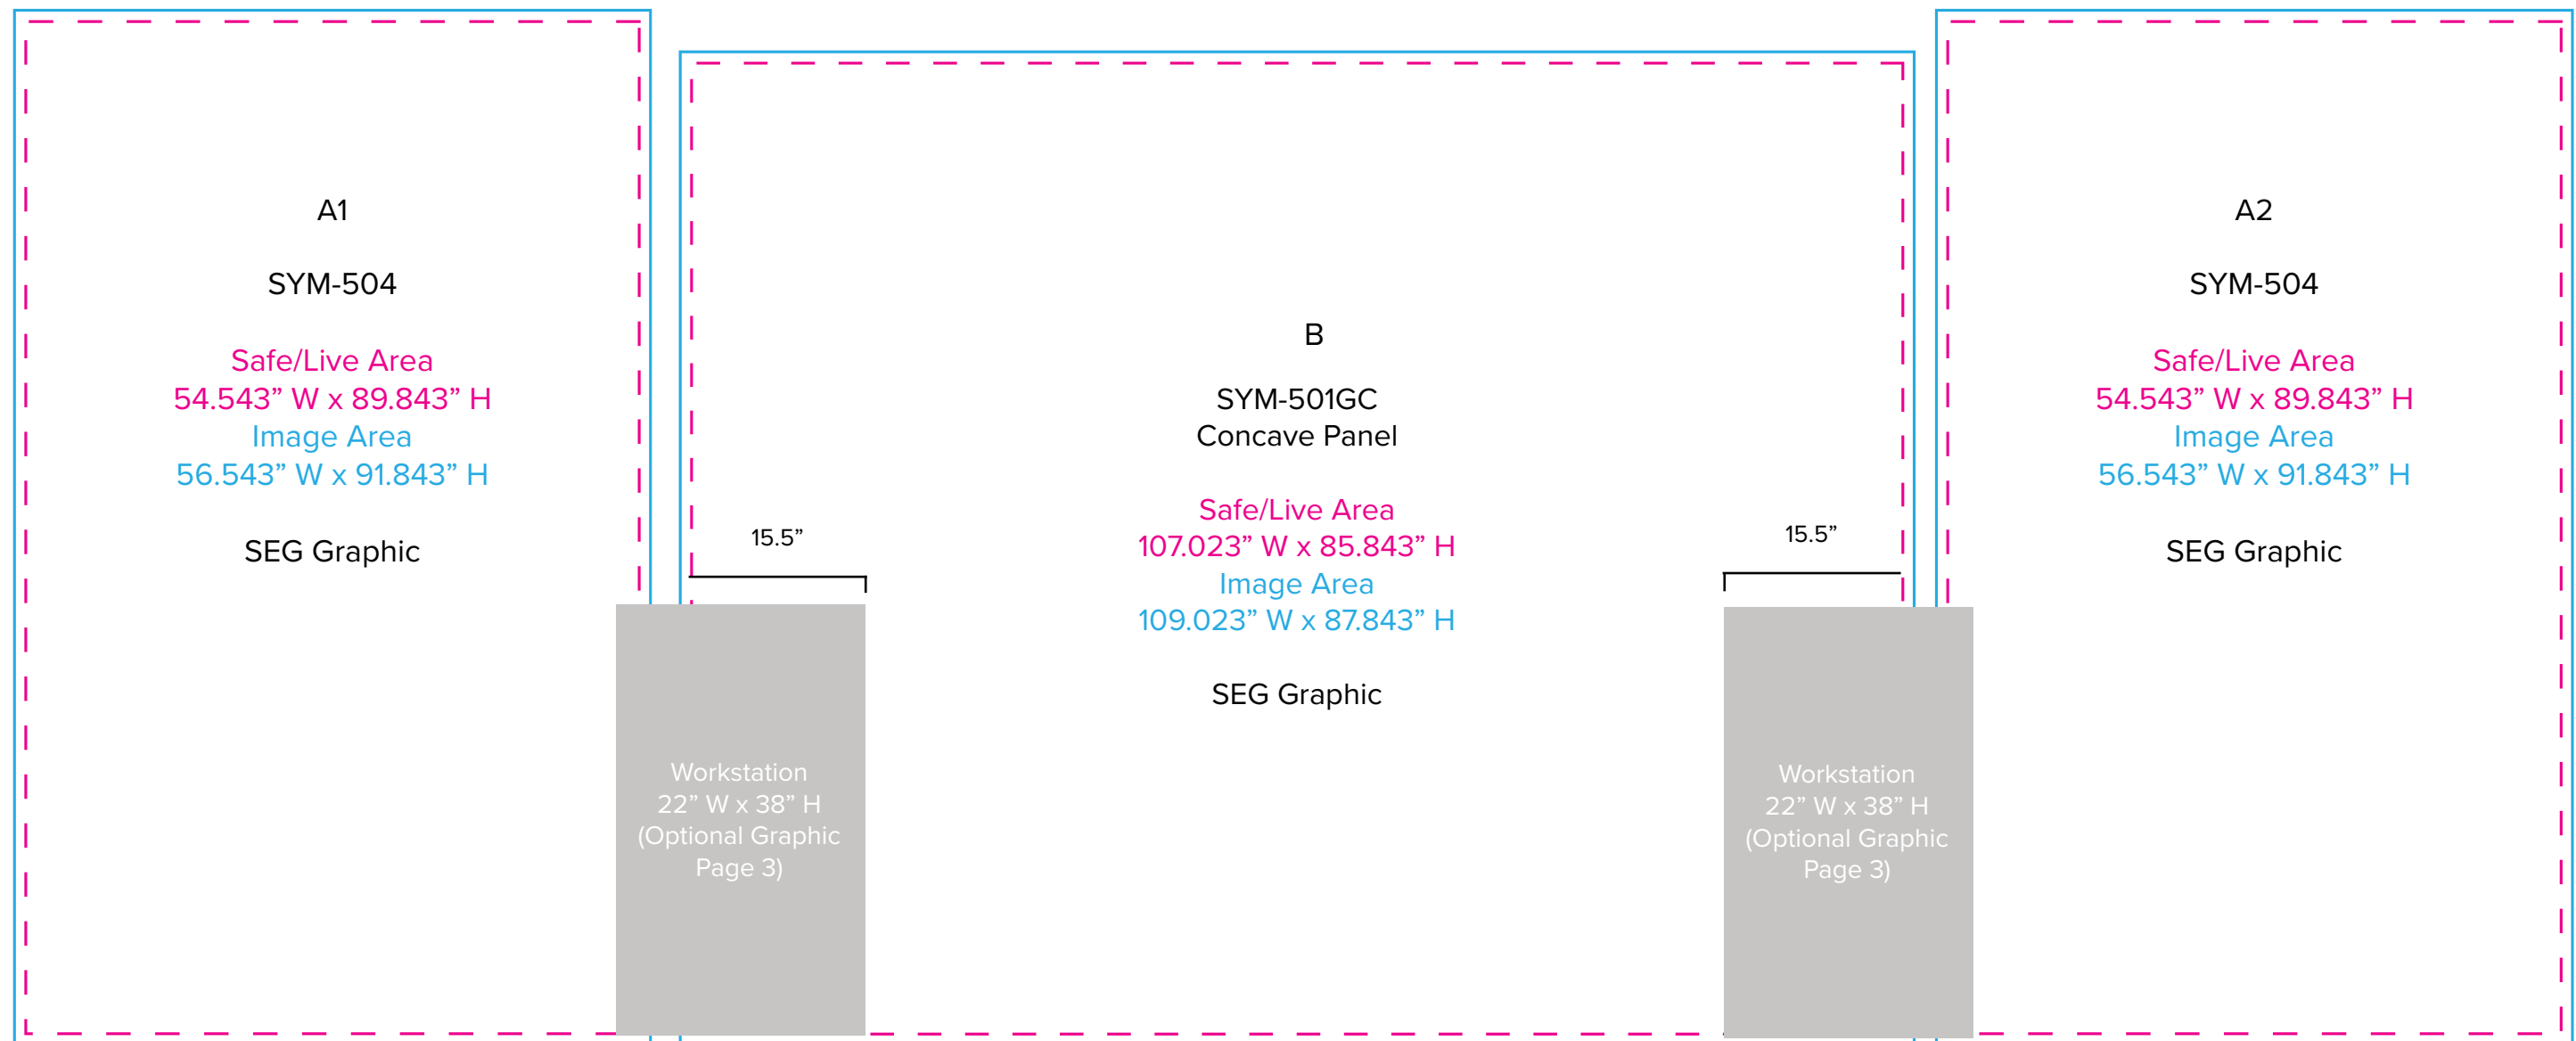 A1
SYM-504
Safe/Live Area
54.543” W x 89.843” H
Image Area
56.543” W x 91.843” H
SEG Graphic
B
SYM-501GC
Concave Panel
Safe/Live Area
107.023” W x 85.843” H
Image Area
109.023” W x 87.843” H
SEG Graphic
15.5”
15.5”
Workstation
22” W x 38” H
(Optional Graphic
Page 3)
Workstation
22” W x 38” H
(Optional Graphic
Page 3)
A2
SYM-504
Safe/Live Area
54.543” W x 89.843” H
Image Area
56.543” W x 91.843” H
SEG Graphic